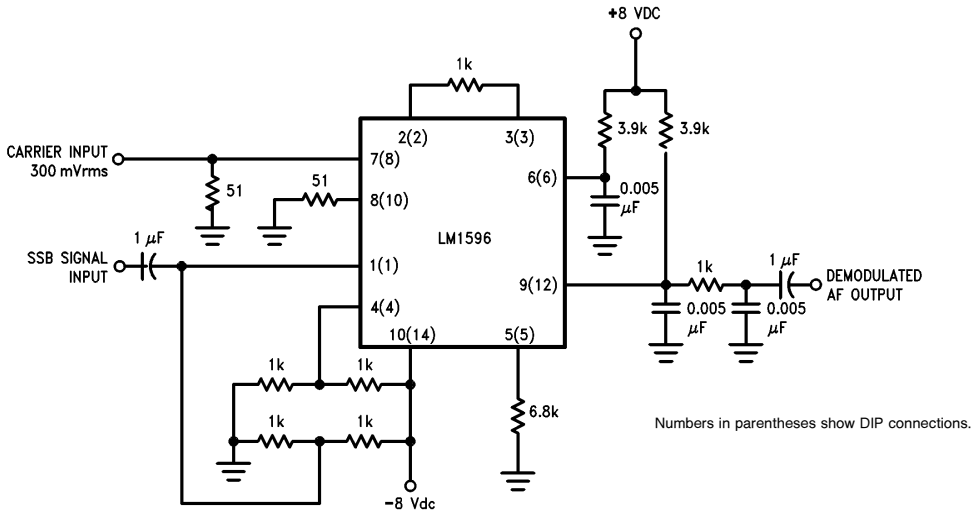 +8 VDC
1k
3.9k
3.9k
2(2)
3(3)
CARRIER INPUT
300 mVrms
7(8)
6(6)
51
51
8(10)
0.005
μF
LM1596
1 μF
SSB SIGNAL
INPUT
1(1)
9(12)
1k
1 μF
DEMODULATED
AF OUTPUT
4(4)
0.005
μF
0.005
μF
10(14)
5(5)
1k
1k
1k
1k
6.8k
Numbers in parentheses show DIP connections.
-8 Vdc